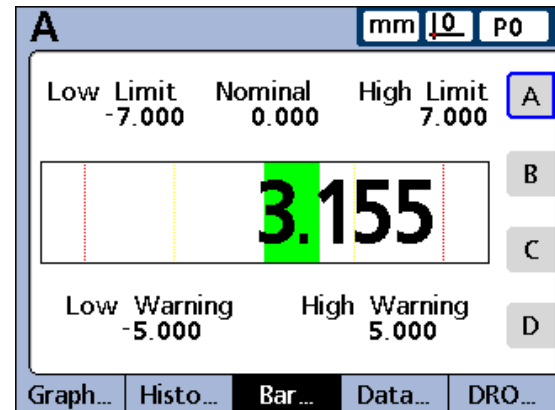 A mm 0 P0
Low Limit Nominal High Limit A
-7.000 0.000 7.000
B
3.155
C
Low Warning High Warning
-5.000 5.000 D
Graph... Histo... Bar... Data... DRO...